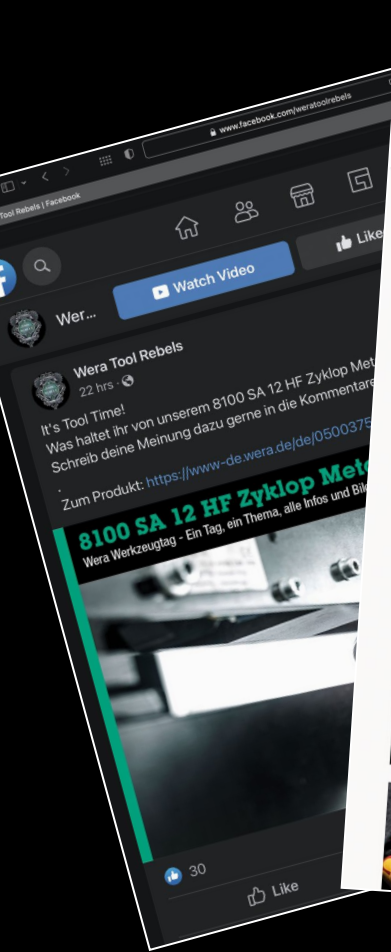 www.facebook.com/weratoolrebels
Tool Rebels | Facebook
Wer...
Watch Video
Like
Wera Tool Rebels
22 hrs ·
It's Tool Time!
Was haltet ihr von unserem 8100 SA 12 HF Zyklop Met
Schreib deine Meinung dazu gerne in die Kommentare
.
Zum Produkt: https://www-de.wera.de/de/0500375
8100 SA 12 HF Zyklop Met
Wera Werkzeugtag - Ein Tag, ein Thema, alle Infos und Bil
30
Like